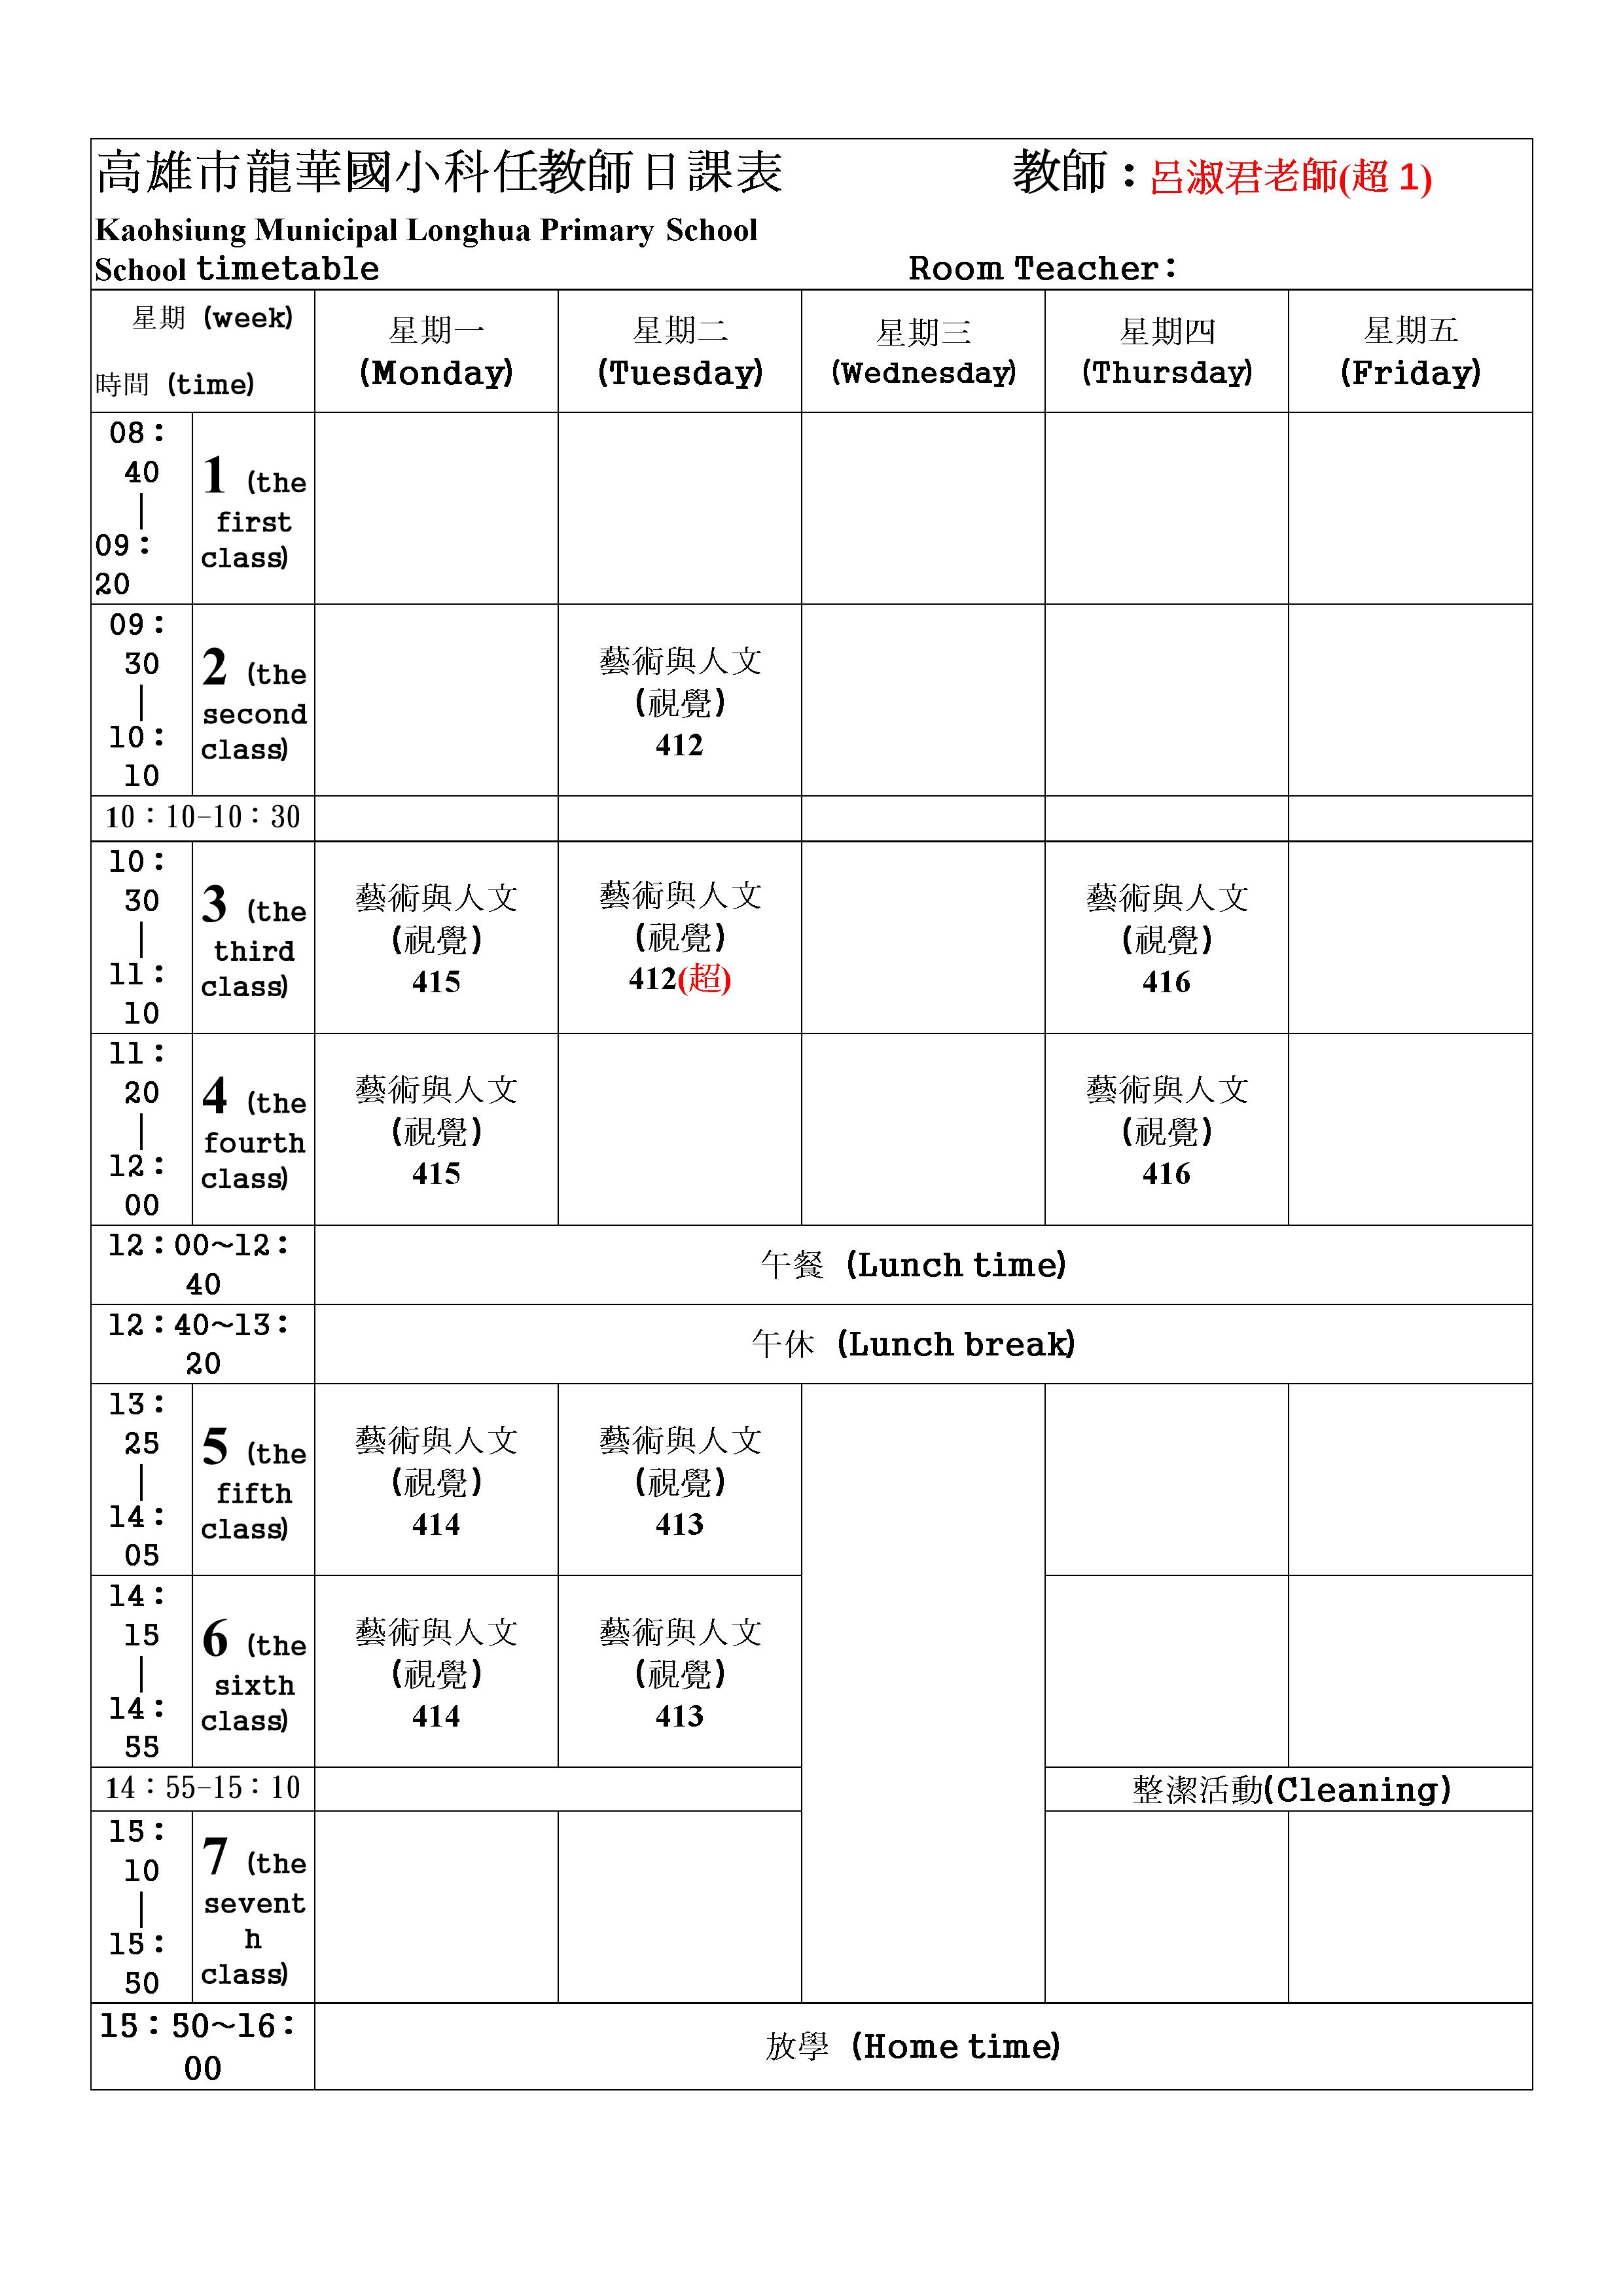 高雄市龍華國小科任教師日課表 教師：呂淑君老師(超 1)
Kaohsiung Municipal Longhua Primary School
School timetable Room Teacher:
星期 (week)
時間 (time)
星期一
(Monday)
星期二
(Tuesday)
星期三
(Wednesday)
星期四
(Thursday)
星期五
(Friday)
08：
40
|
09：
20
1 (the
first
class)
09：
30
|
10：
10
2 (the
second
class)
藝術與人文
(視覺)
412
10：10-10：30
10：
30
|
11：
10
3 (the
third
class)
藝術與人文
(視覺)
415
藝術與人文
(視覺)
412(超)
藝術與人文
(視覺)
416
11：
20
|
12：
00
4 (the
fourth
class)
藝術與人文
(視覺)
415
藝術與人文
(視覺)
416
12：00~12：
40
午餐 (Lunch time)
12：40~13：
20
午休 (Lunch break)
13：
25
|
14：
05
5 (the
fifth
class)
藝術與人文
(視覺)
414
藝術與人文
(視覺)
413
14：
15
|
14：
55
6 (the
sixth
class)
藝術與人文
(視覺)
414
藝術與人文
(視覺)
413
14：55-15：10
整潔活動(Cleaning)
15：
10
|
15：
50
7 (the
sevent
h
class)
15：50~16：
00
放學 (Home time)